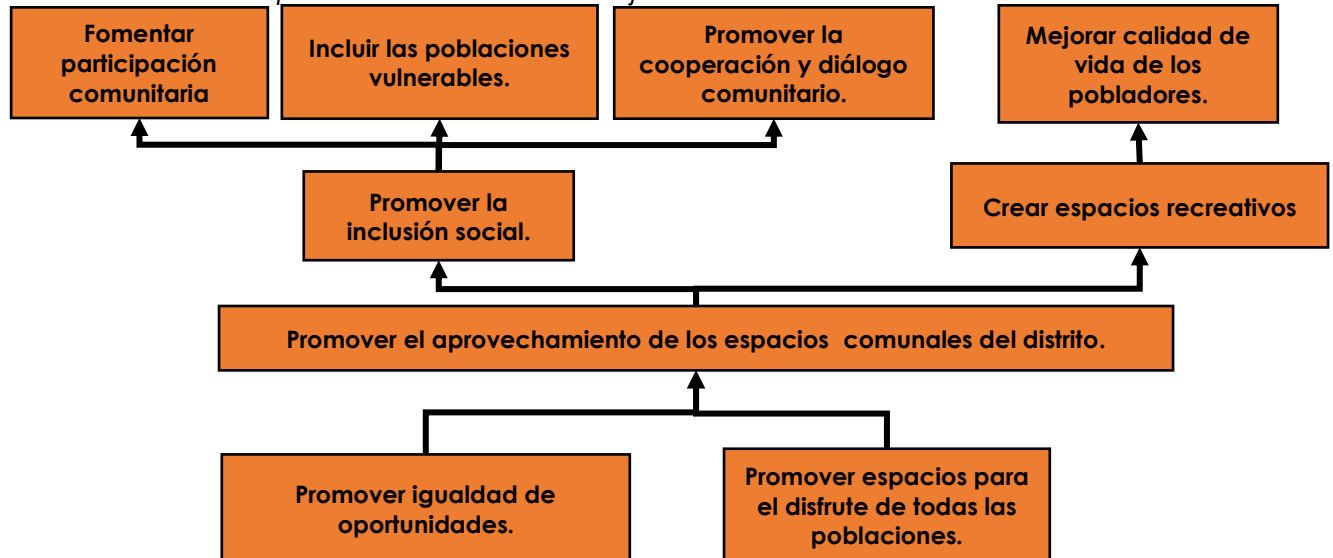 Fomentar
participación
comunitaria
Incluir las poblaciones
vulnerables.
Promover la
cooperación y diálogo
comunitario.
Mejorar calidad de
vida de los
pobladores.
Promover la
inclusión social.
Crear espacios recreativos
Promover el aprovechamiento de los espacios  comunales del distrito.
Promover igualdad de
oportunidades.
Promover espacios para
el disfrute de todas las
poblaciones.